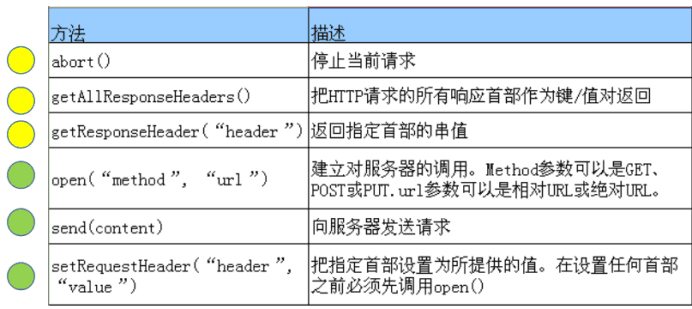 方法 描述
abort() 停止当前请求
getAllResponseHeaders() 把HTTP请求的所有响应首部作为键/值对返回
getResponseHeader(“header”) 返回指定首部的串值
open(“method”, “url”) 建立对服务器的调用。Method参数可以是GET、
POST或PUT.url参数可以是相对URL或绝对URL。
send(content) 向服务器发送请求
setRequestHeader(“header”, 把指定首部设置为所提供的值。在设置任何首部
“value”) 之前必须先调用open()